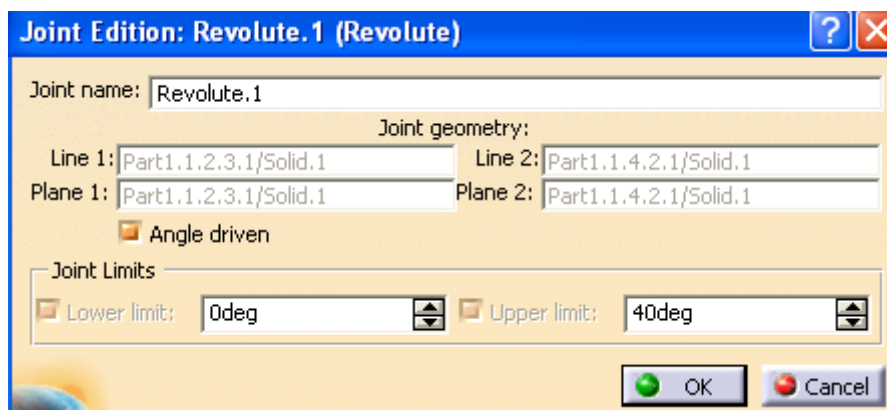 Joint Edition: Revolute.1 (Revolute)
Joint name: Revolute.1
Joint geometry:
Line 1: Part1.1.2.3.1/Solid.1 Line 2: Part1.1.4.2.1/Solid.1
Plane 1: Part1.1.2.3.1/Solid.1 Plane 2: Part1.1.4.2.1/Solid.1
Angle driven
Joint Limits
Lower limit: 0deg Upper limit: 40deg
OK Cancel